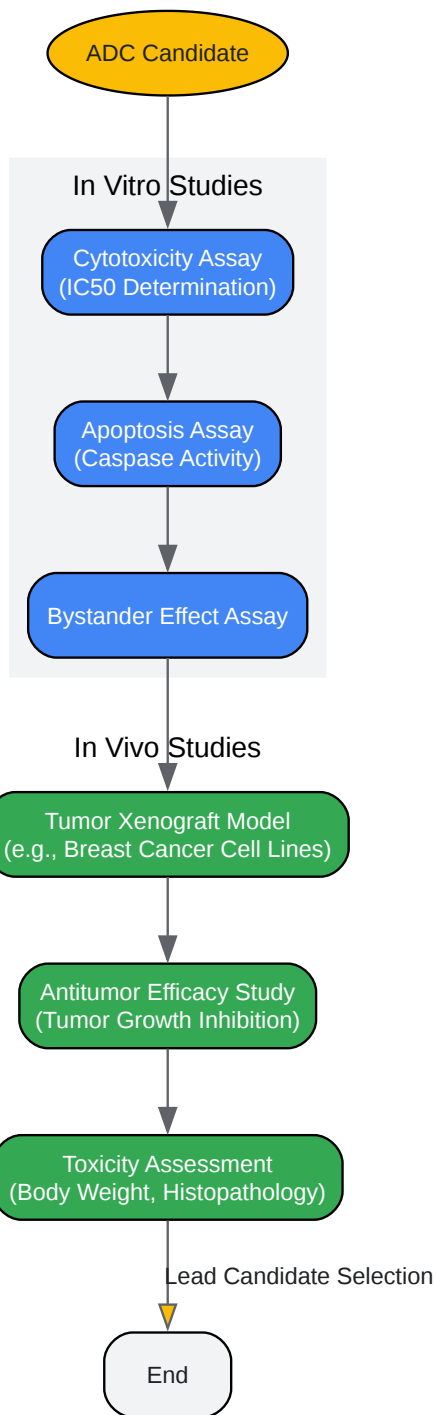 ADC Candidate
In Vitro Studies
Cytotoxicity Assay
(IC50 Determination)
Apoptosis Assay
(Caspase Activity)
Bystander Effect Assay
In Vivo Studies
Tumor Xenograft Model
(e.g., Breast Cancer Cell Lines)
Antitumor Efficacy Study
(Tumor Growth Inhibition)
Toxicity Assessment
(Body Weight, Histopathology)
Lead Candidate Selection
End